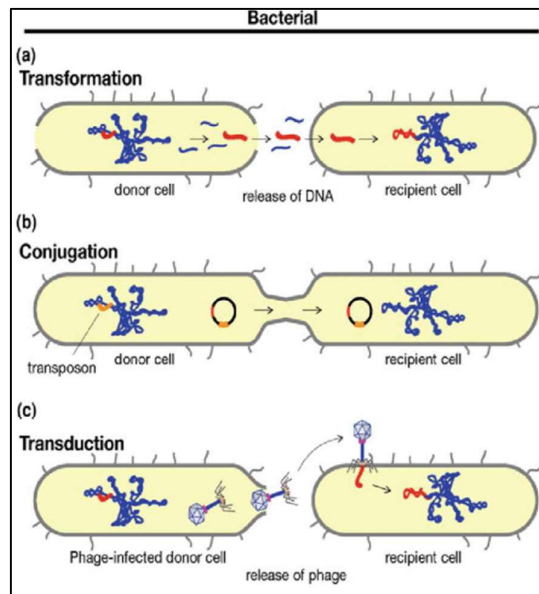 Bacterial
(a)
Transformation
donor cell
release of DNA
recipient cell
(b)
Conjugation
transposon
donor cell
recipient cell
(c)
Transduction
Phage-infected donor cell
release of phage
recipient cell